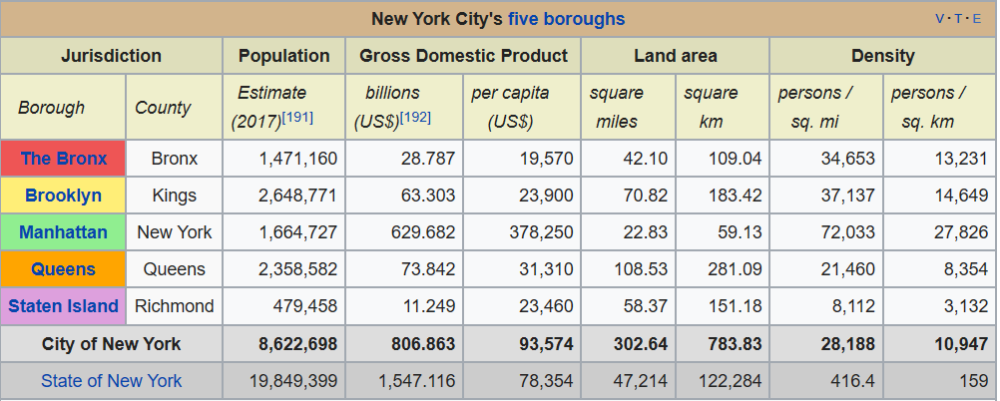 New York City's five boroughs V·T·E
Jurisdiction Population Gross Domestic Product Land area Density
Borough County Estimate (2017)[191] billions (US$)[192] per capita (US$) square miles square km persons / sq. mi persons / sq. km
The Bronx Bronx 1,471,160 28.787 19,570 42.10 109.04 34,653 13,231
Brooklyn Kings 2,648,771 63.303 23,900 70.82 183.42 37,137 14,649
Manhattan New York 1,664,727 629.682 378,250 22.83 59.13 72,033 27,826
Queens Queens 2,358,582 73.842 31,310 108.53 281.09 21,460 8,354
Staten Island Richmond 479,458 11.249 23,460 58.37 151.18 8,112 3,132
City of New York 8,622,698 806.863 93,574 302.64 783.83 28,188 10,947
State of New York 19,849,399 1,547.116 78,354 47,214 122,284 416.4 159